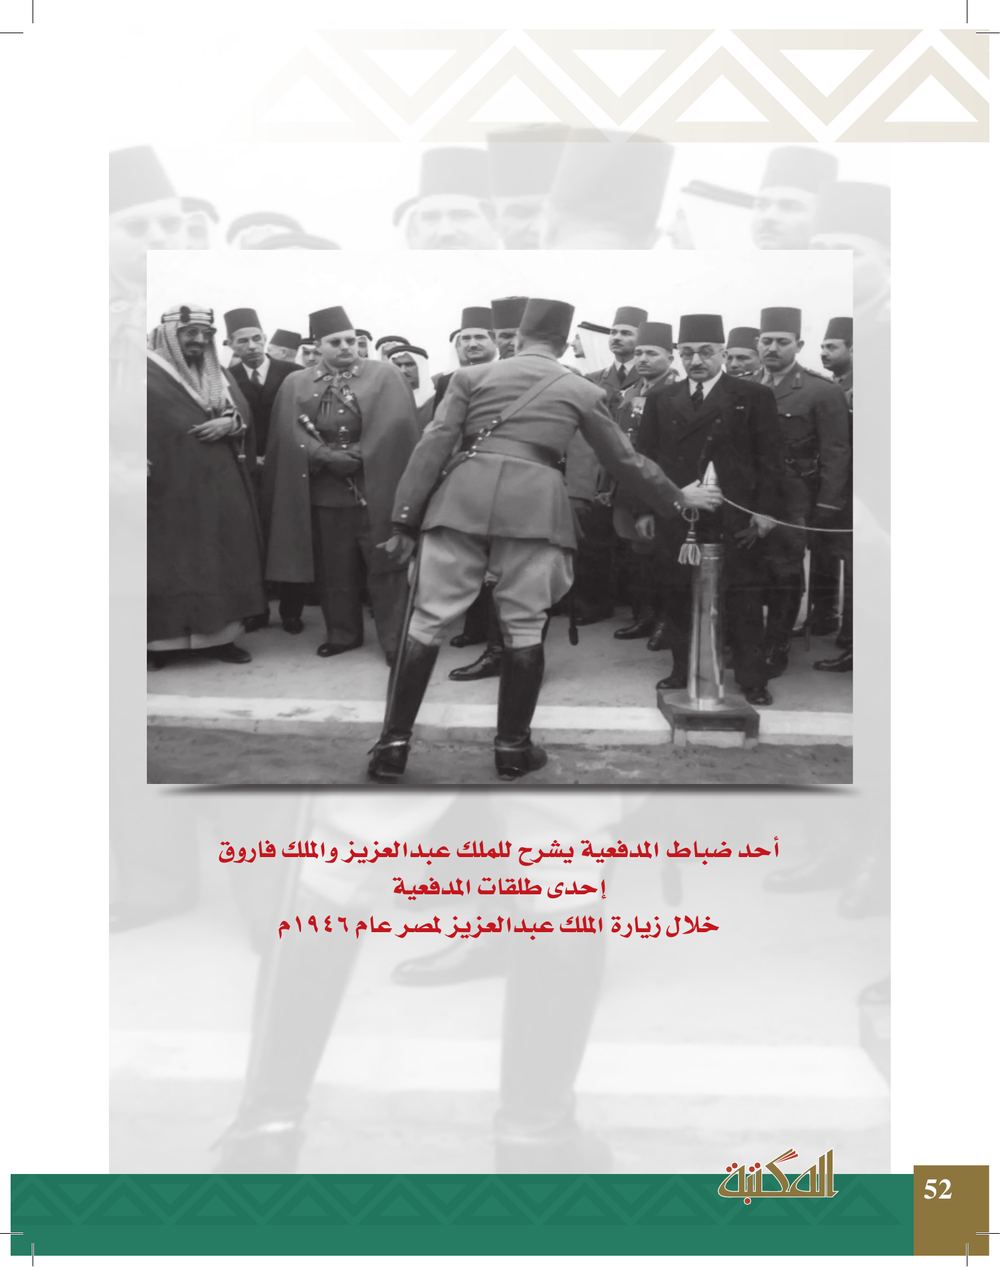 أحد ضباط المدفعية يشرح للملك عبدالعزيز والملك فاروق
إحدى طلقات المدفعية
خلال زيارة الملك عبدالعزيز لمصر عام ١٩٤٦م
المكتبة
52